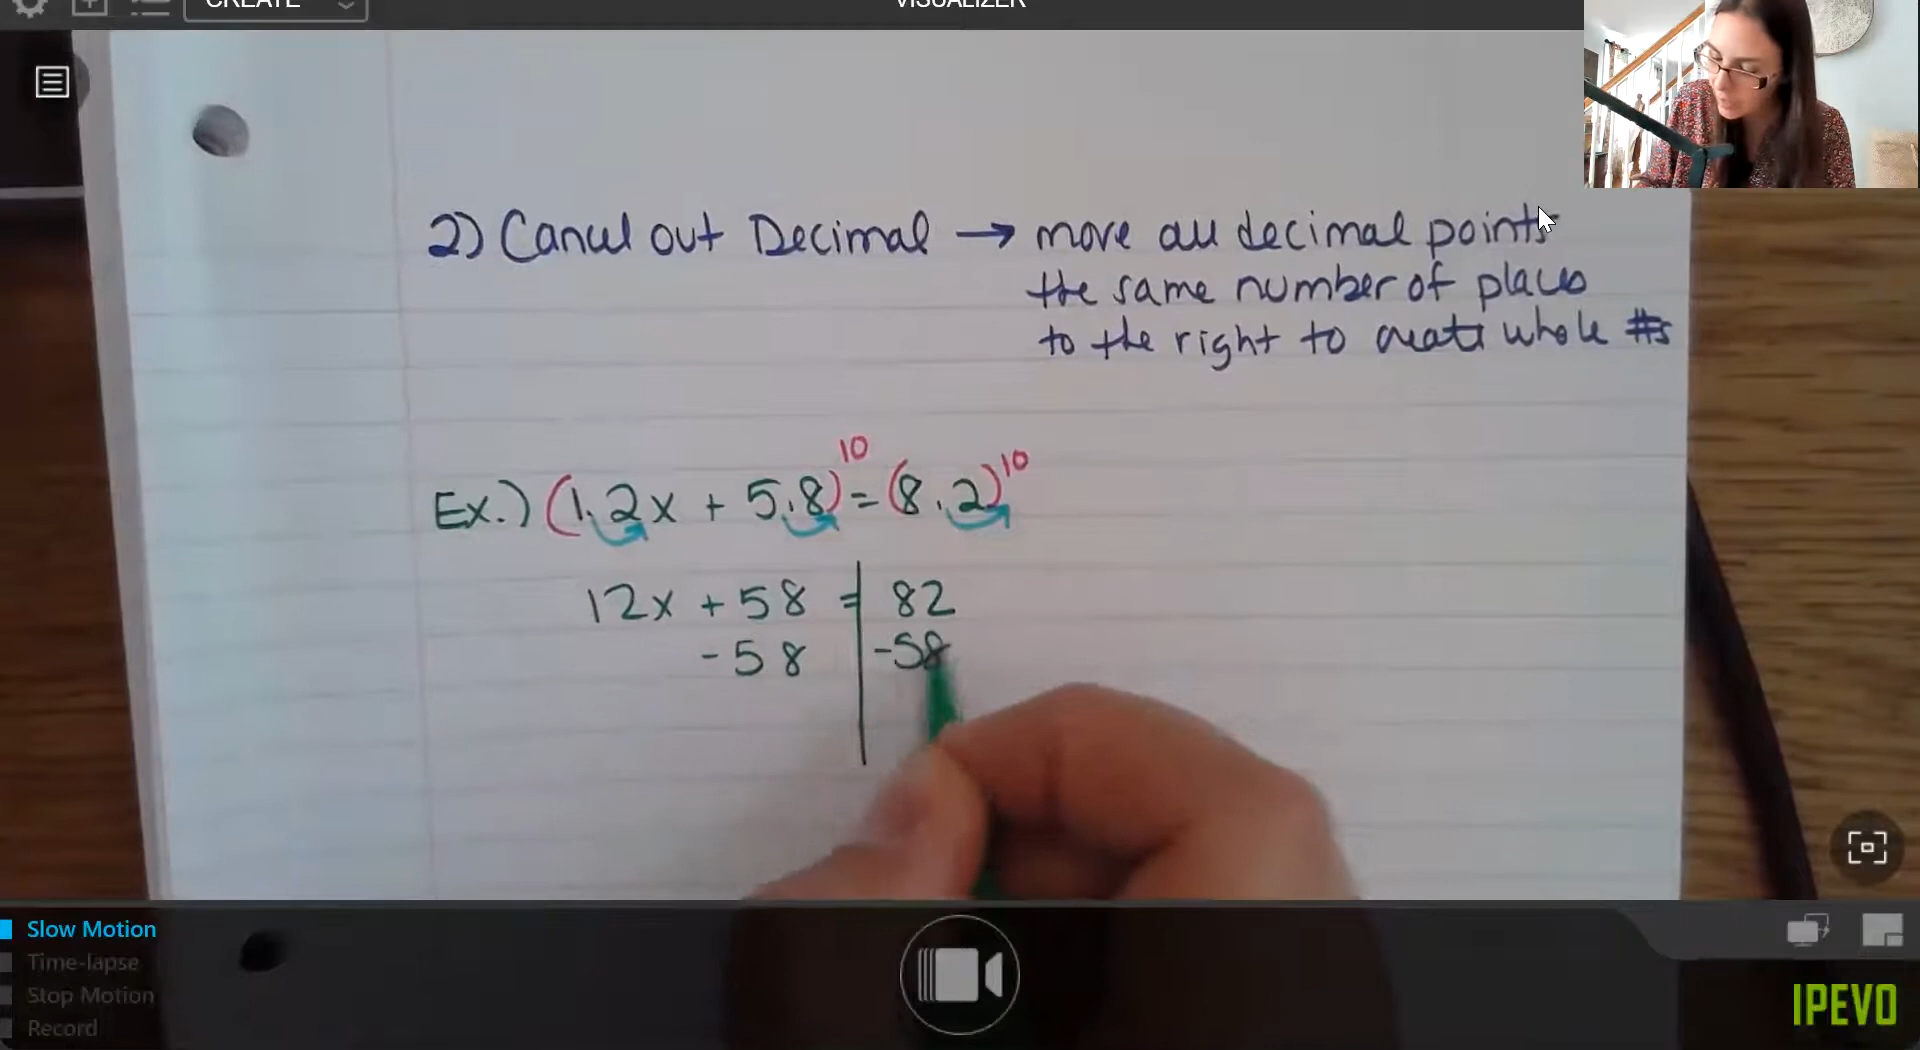 CREATE
VISUALIZER
2) Cancel out Decimal → move all decimal points
the same number of places
to the right to create whole #s
10 10
Ex.) (1.2x + 5.8) = (8.2)
12x + 58 = 82
-58 -58
Slow Motion
Time-lapse
Stop Motion
Record
IPEVO